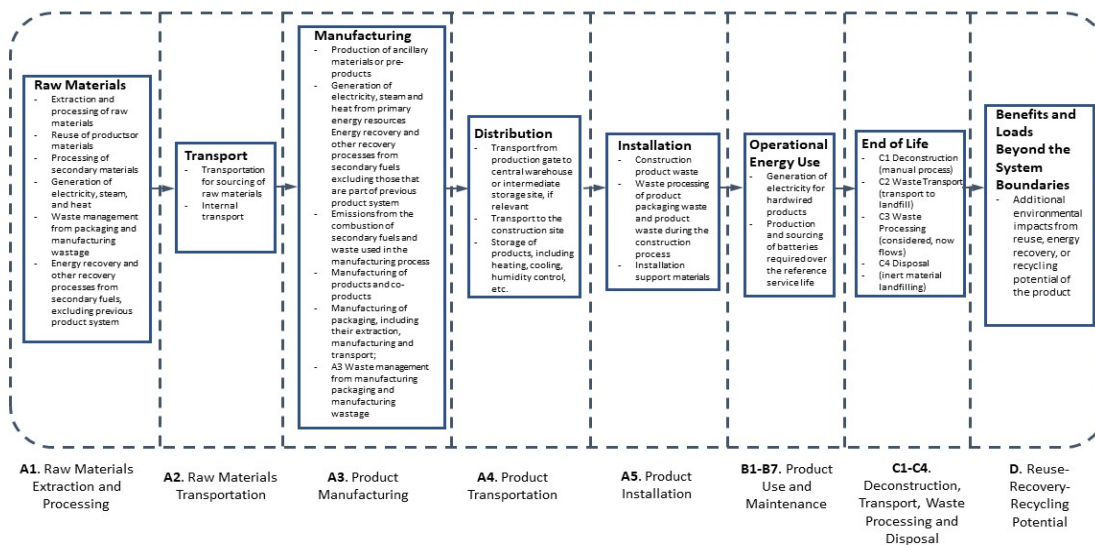 Raw Materials
- Extraction and
processing of raw
materials
- Reuse of productsor
materials
- Processing of
secondary materials
- Generation of
electricity, steam,
and heat
- Waste management
from packaging and
manufacturing
wastage
- Energy recovery and
other recovery
processes from
secondary fuels,
excluding previous
product system
Transport
- Transportation
for sourcing of
raw materials
- Internal
transport
Manufacturing
- Production of ancillary
materials or pre-
products
- Generation of
electricity, steam and
heat from primary
energy resources
Energy recovery and
other recovery
processes from
secondary fuels
excluding those that
are part of previous
product system
- Emissions from the
combustion of
secondary fuels and
waste used in the
manufacturing process
- Manufacturing of
products and co-
products
- Manufacturing of
packaging, including
their extraction,
manufacturing and
transport;
- A3 Waste management
from manufacturing
packaging and
manufacturing
wastage
Distribution
- Transport from
production gate to
central warehouse
or intermediate
storage site, if
relevant
- Transport to the
construction site
- Storage of
products, including
heating, cooling,
humidity control,
etc.
Installation
- Construction
product waste
- Waste processing
of product
packaging waste
and product
waste during the
construction
process
- Installation
support materials
Operational
Energy Use
- Generation of
electricity for
hardwired
products
- Production
and sourcing
of batteries
required over
the reference
service life
End of Life
- C1 Deconstruction
(manual process)
- C2 Waste Transport
(transport to
landfill)
- C3 Waste
Processing
(considered, now
flows)
- C4 Disposal
- (inert material
landfilling)
Benefits and
Loads
Beyond the
System
Boundaries
- Additional
environmental
impacts from
reuse, energy
recovery, or
recycling
potential of
the product
A1. Raw Materials
Extraction and
Processing
A2. Raw Materials
Transportation
A3. Product
Manufacturing
A4. Product
Transportation
A5. Product
Installation
B1-B7. Product
Use and
Maintenance
C1-C4.
Deconstruction,
Transport, Waste
Processing and
Disposal
D. Reuse-
Recovery-
Recycling
Potential